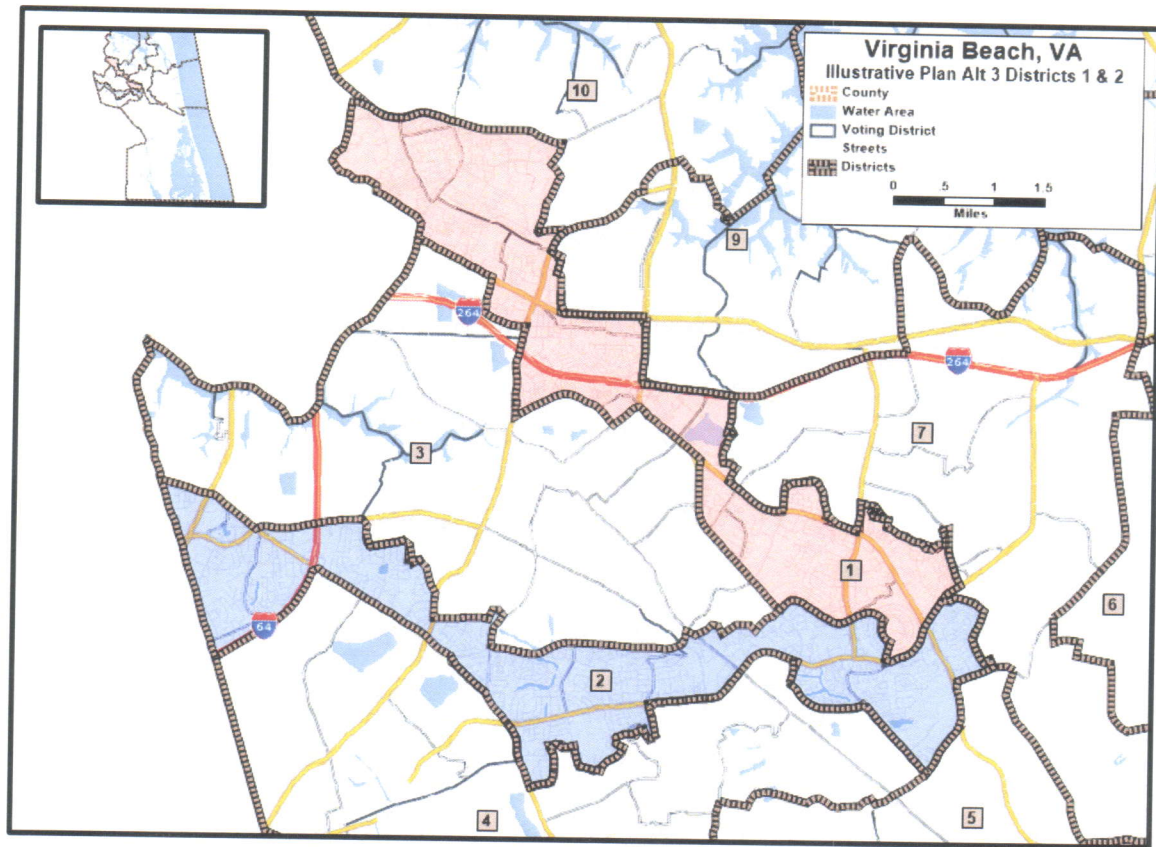 Virginia Beach, VA
Illustrative Plan Alt 3 Districts 1 & 2
County
Water Area
Voting District
Streets
Districts
0 .5 1 1.5
Miles
10
9
264
264
7
3
1
6
64
2
4
5